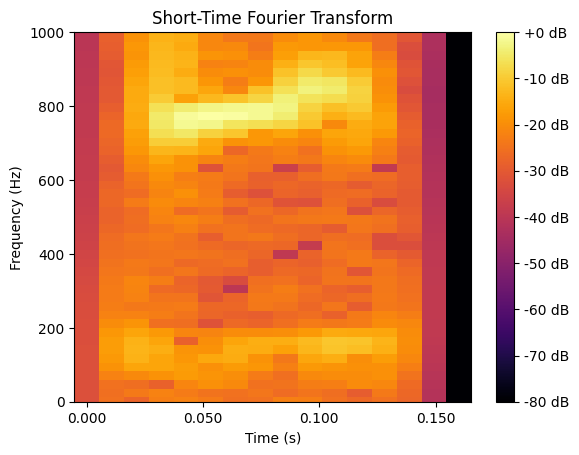 Short-Time Fourier Transform
Frequency (Hz)
1000
800
600
400
200
0
0.000
0.050
0.100
0.150
Time (s)
+0 dB
-10 dB
-20 dB
-30 dB
-40 dB
-50 dB
-60 dB
-70 dB
-80 dB